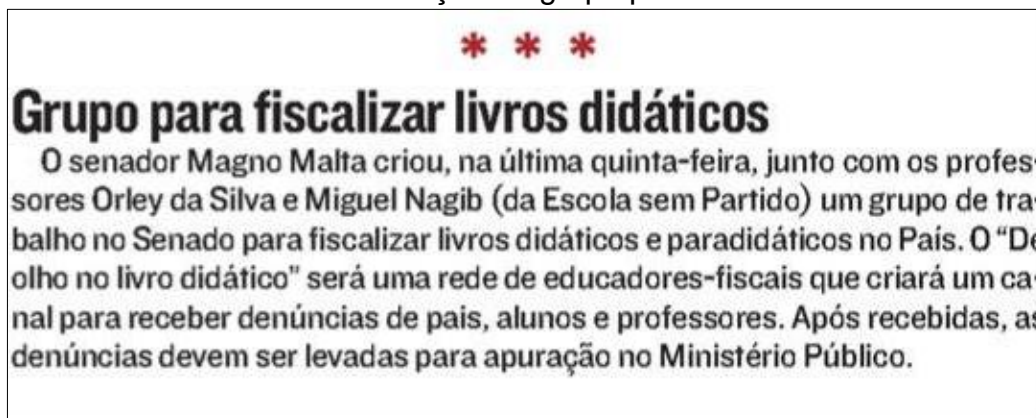 * * *
Grupo para fiscalizar livros didáticos
O senador Magno Malta criou, na última quinta-feira, junto com os profes-
sores Orley da Silva e Miguel Nagib (da Escola sem Partido) um grupo de tra-
balho no Senado para fiscalizar livros didáticos e paradidáticos no País. O “De
olho no livro didático” será uma rede de educadores-fiscais que criará um ca-
nal para receber denúncias de pais, alunos e professores. Após recebidas, as
denúncias devem ser levadas para apuração no Ministério Público.